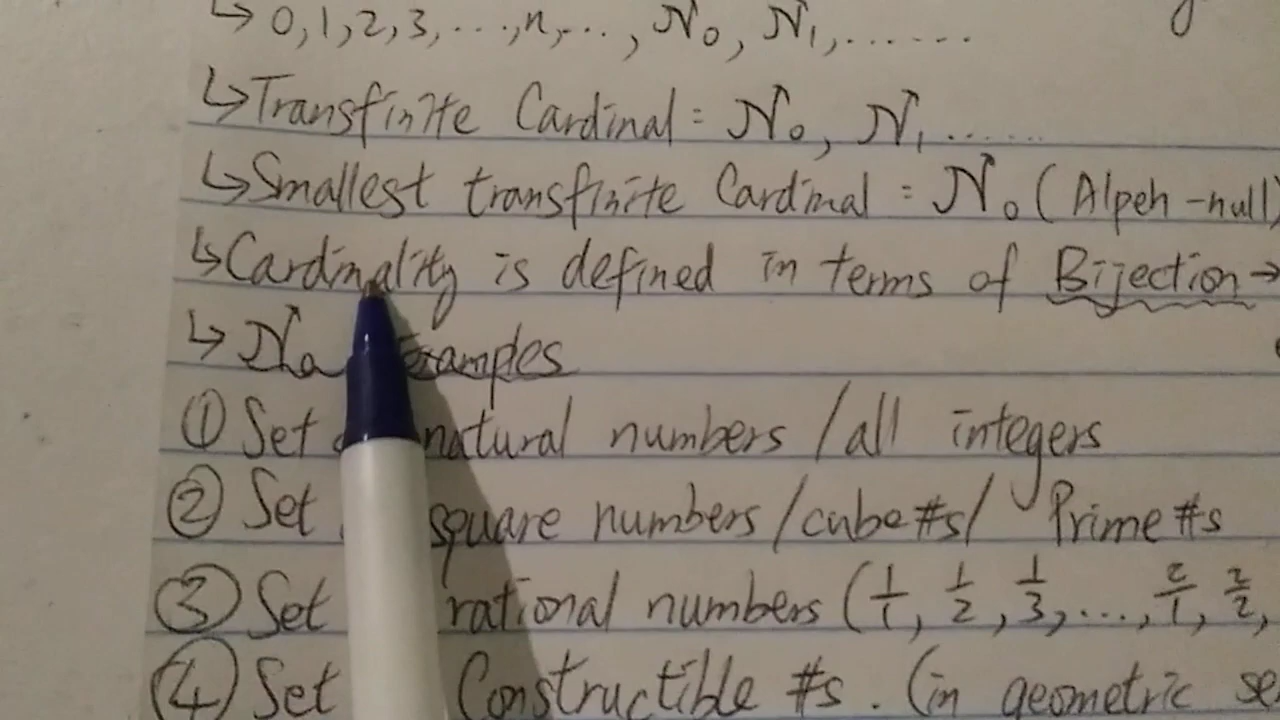 ↳ 0, 1, 2, 3, ..., n, ..., ℵ₀, ℵ₁, ......
↳ Transfinite Cardinal : ℵ₀, ℵ₁ ......
↳ Smallest transfinite Cardinal : ℵ₀ (Alpeh-null)
↳ Cardinality is defined in terms of Bijection →
↳ ℵ₀ Examples
① Set natural numbers / all integers
② Set square numbers / cube #s / Prime #s
③ Set rational numbers (1/1, 1/2, 1/3, ..., 2/1, 2/2,
④ Set Constructible #s. (in geometric se